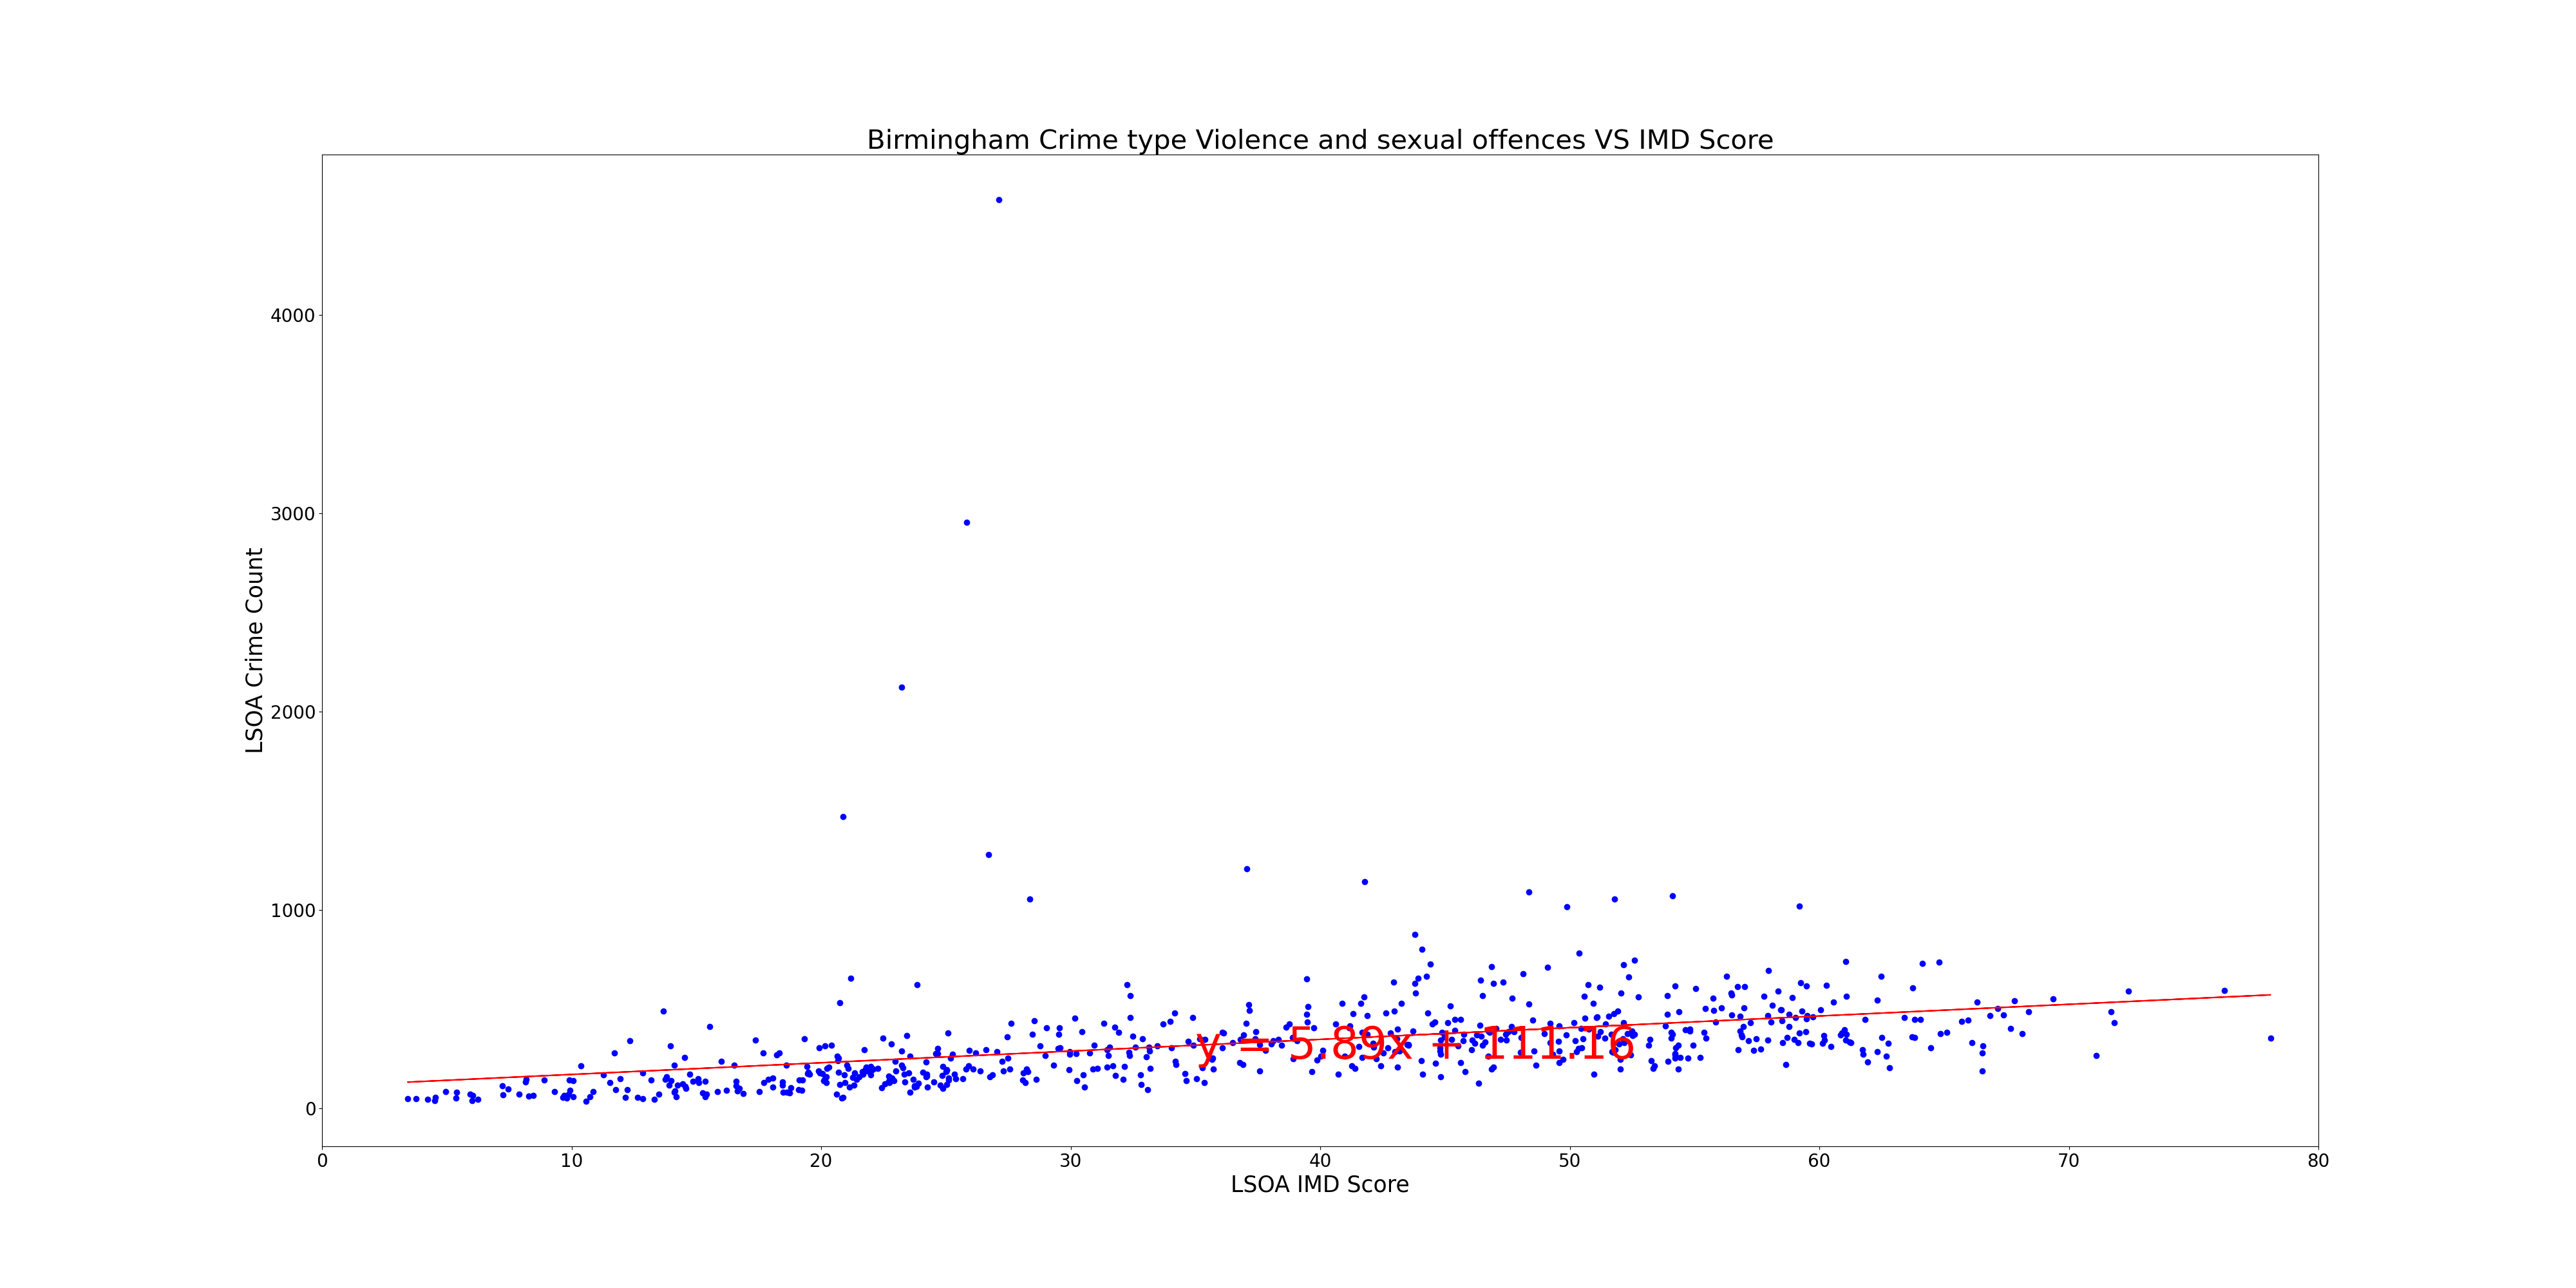 Birmingham Crime type Violence and sexual offences VS IMD Score
4000
3000
2000
1000
0
LSOA Crime Count
y = 5.89x + 111.16
0 10 20 30 40 50 60 70 80
LSOA IMD Score